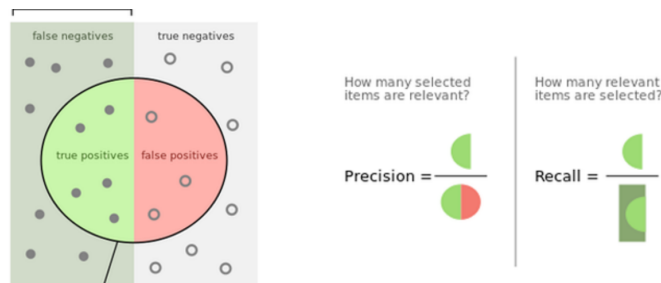 false negatives
true negatives
true positives
false positives
How many selected
items are relevant?
Precision =
How many relevant
items are selected?
Recall =